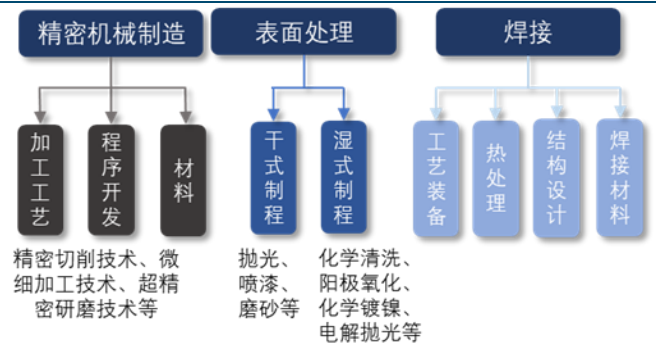 精密机械制造
表面处理
焊接
加工工艺
程序开发
材料
干式制程
湿式制程
工艺装备
热处理
结构设计
焊接材料
精密切削技术、微
细加工技术、超精
密研磨技术等
抛光、
喷漆、
磨砂等
化学清洗、
阳极氧化、
化学镀镍、
电解抛光等